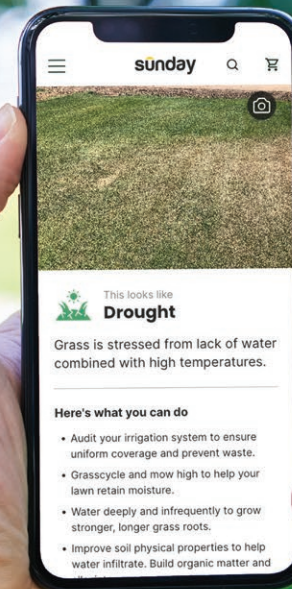 sunday
This looks like
Drought
Grass is stressed from lack of water
combined with high temperatures.
Here's what you can do
• Audit your irrigation system to ensure
uniform coverage and prevent waste.
• Grasscycle and mow high to help your
lawn retain moisture.
• Water deeply and infrequently to grow
stronger, longer grass roots.
• Improve soil physical properties to help
water infiltrate. Build organic matter and